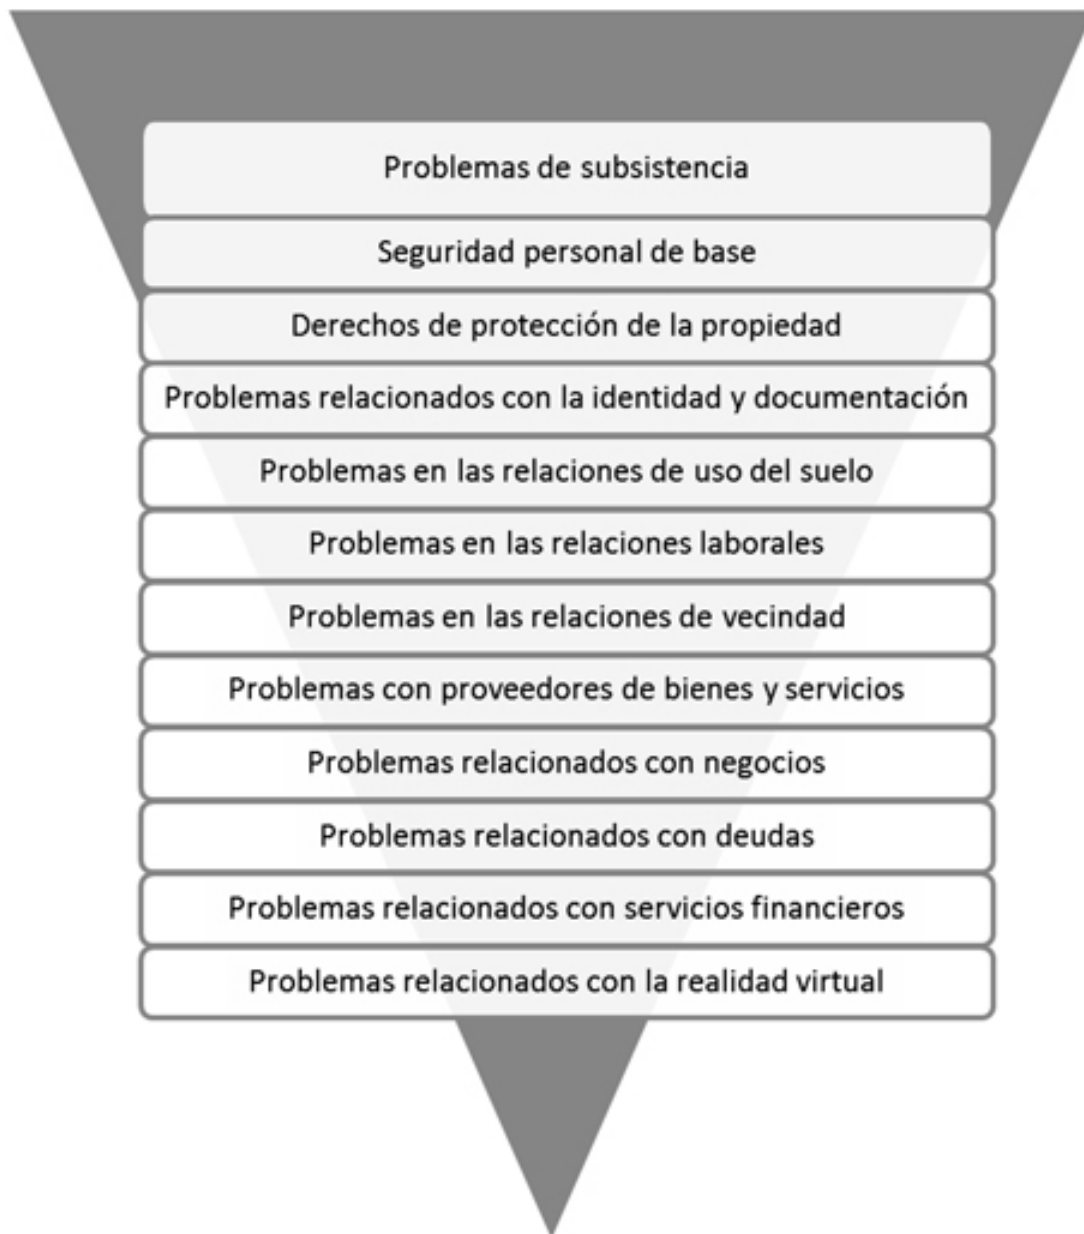 Problemas de subsistencia
Seguridad personal de base
Derechos de protección de la propiedad
Problemas relacionados con la identidad y documentación
Problemas en las relaciones de uso del suelo
Problemas en las relaciones laborales
Problemas en las relaciones de vecindad
Problemas con proveedores de bienes y servicios
Problemas relacionados con negocios
Problemas relacionados con deudas
Problemas relacionados con servicios financieros
Problemas relacionados con la realidad virtual